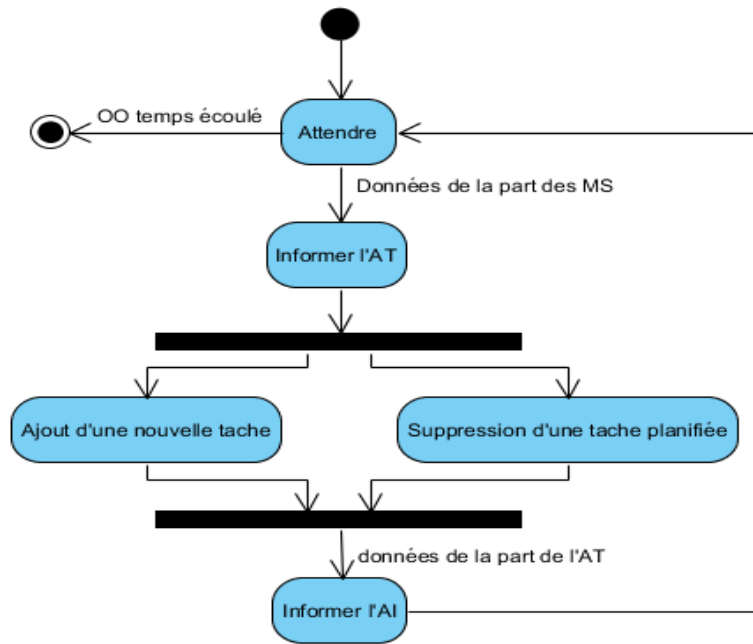 OO temps écoulé
Attendre
Données de la part des MS
Informer l'AT
Ajout d'une nouvelle tache
Suppression d'une tache planifiée
données de la part de l'AT
Informer l'AI